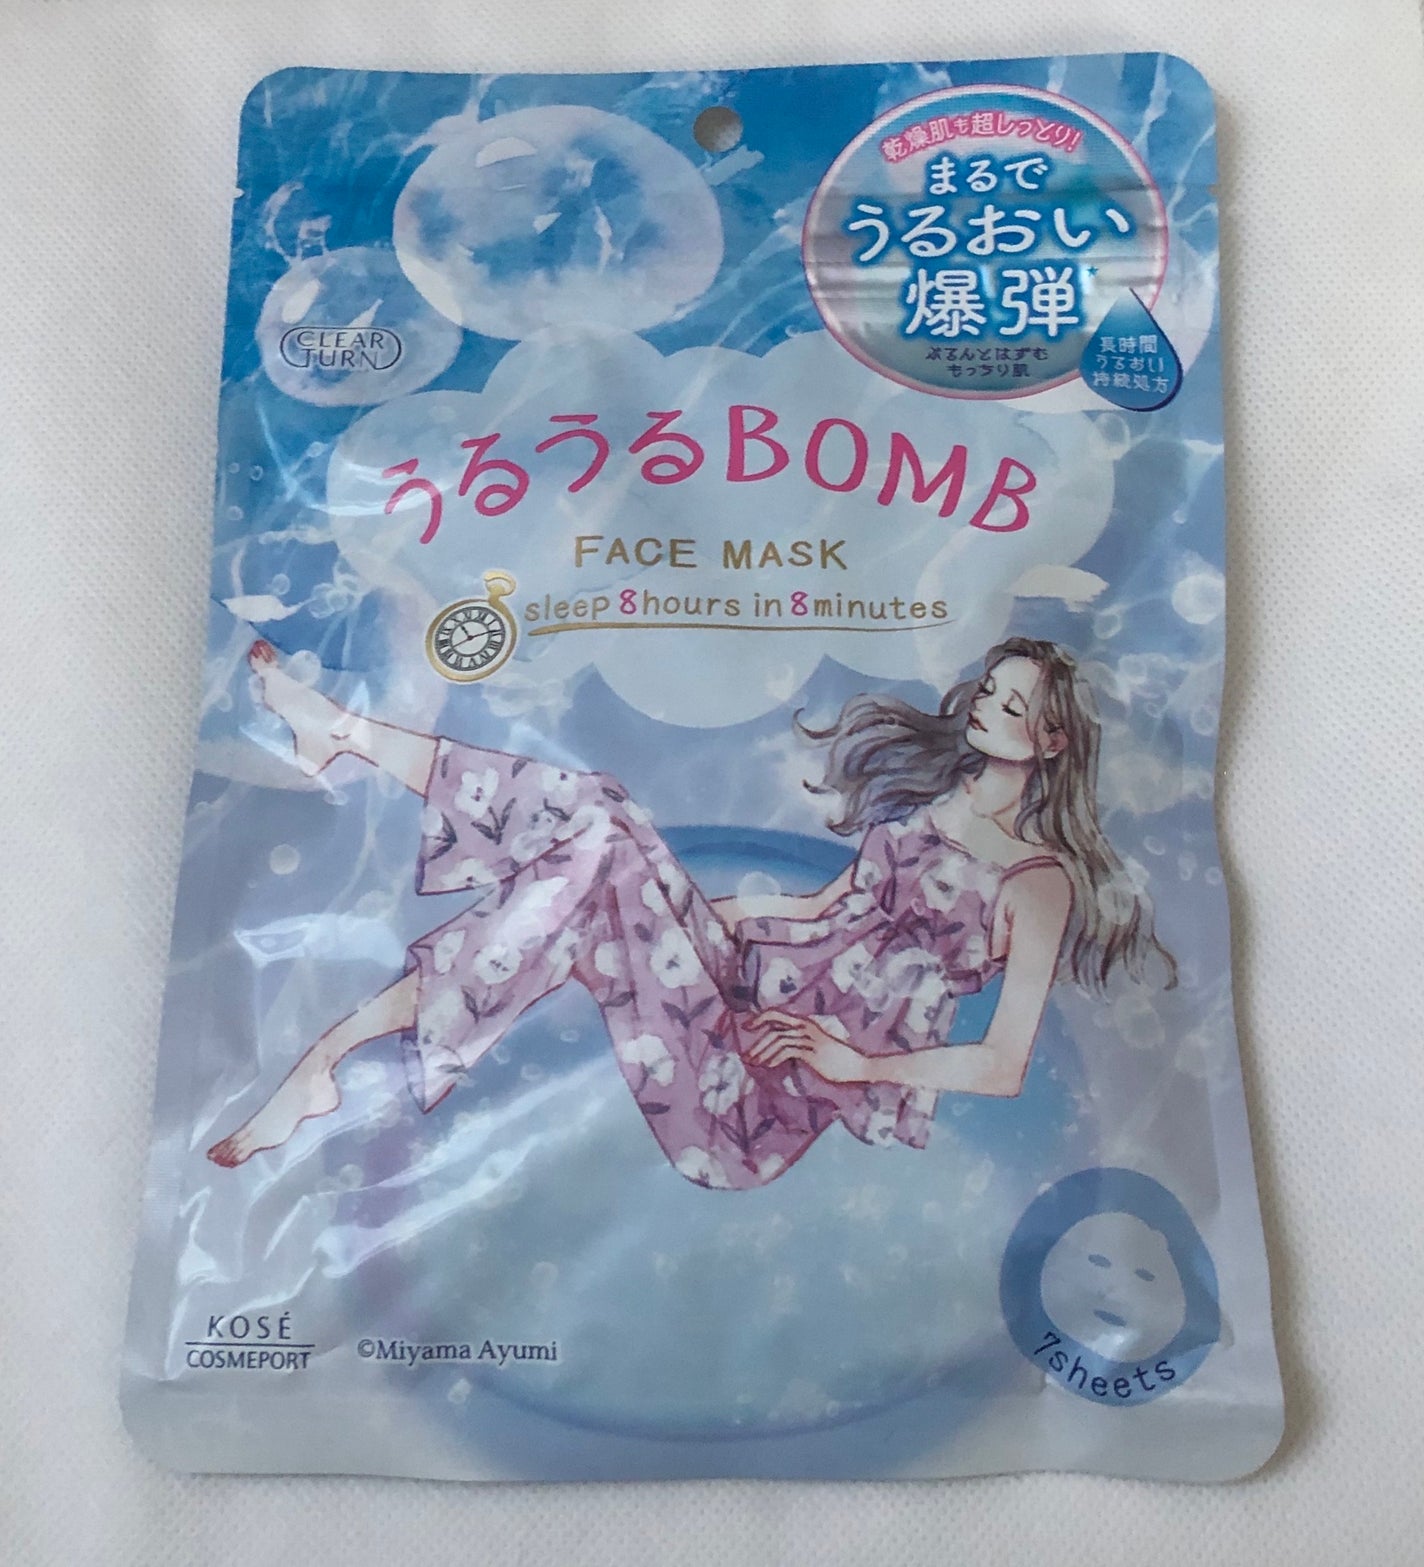 乾燥肌も超しっとり!
まるで
うるおい
爆弾*
ぷるんとはずむ
もっちり肌
長時間
うるおい
持続処方
CLEAR
TURN
うるうるBOMB
FACE MASK
sleep 8hours in 8minutes
KOSÉ
COSMEPORT
©Miyama Ayumi
7sheets